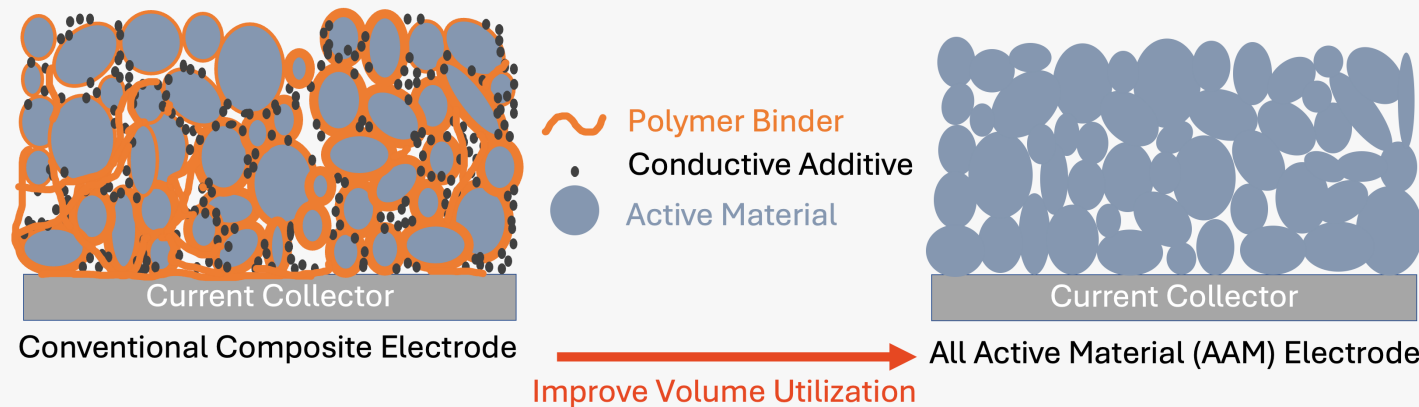 Polymer Binder
Conductive Additive
Active Material
Current Collector
Current Collector
Conventional Composite Electrode
All Active Material (AAM) Electrode
Improve Volume Utilization